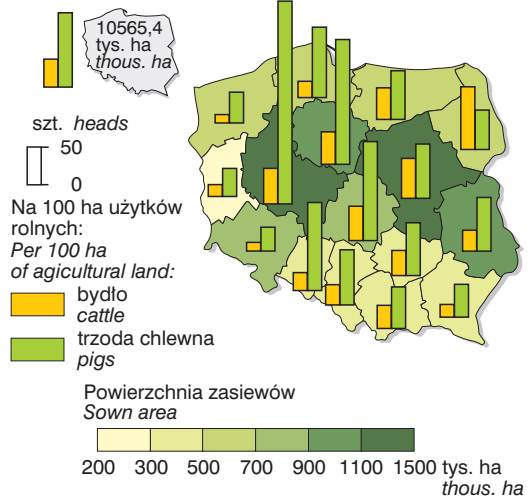 10565,4
tys. ha
thous. ha
szt. heads
50
0
Na 100 ha użytków
rolnych:
Per 100 ha
of agicultural land:
bydło
cattle
trzoda chlewna
pigs
Powierzchnia zasiewów
Sown area
200 300 500 700 900 1100 1500 tys. ha
thous. ha